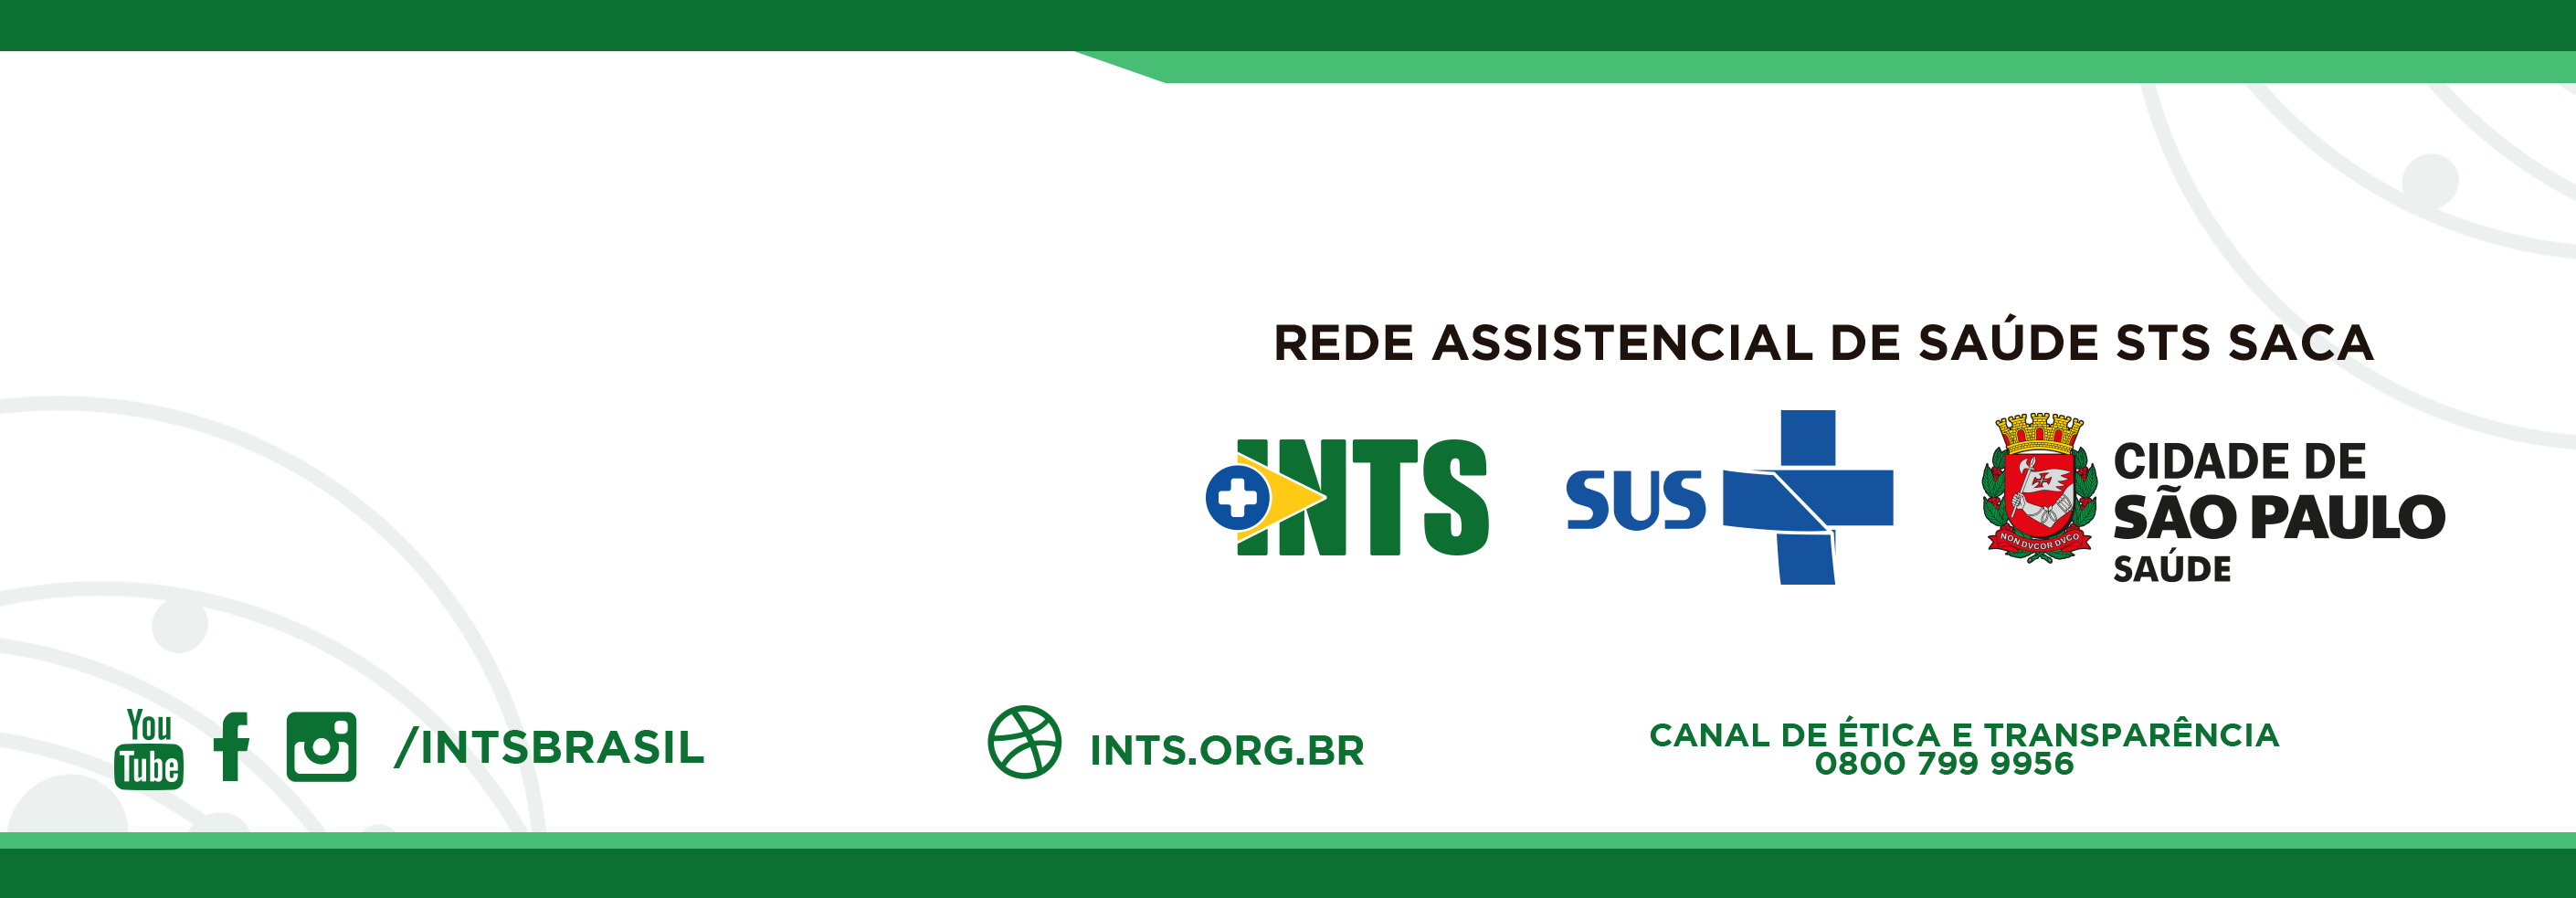 REDE ASSISTENCIAL DE SAÚDE STS SACA
INTS
SUS
NON DVCOR DVCO
CIDADE DE
SÃO PAULO
SAÚDE
You
Tube
/INTSBRASIL
INTS.ORG.BR
CANAL DE ÉTICA E TRANSPARÊNCIA
0800 799 9956